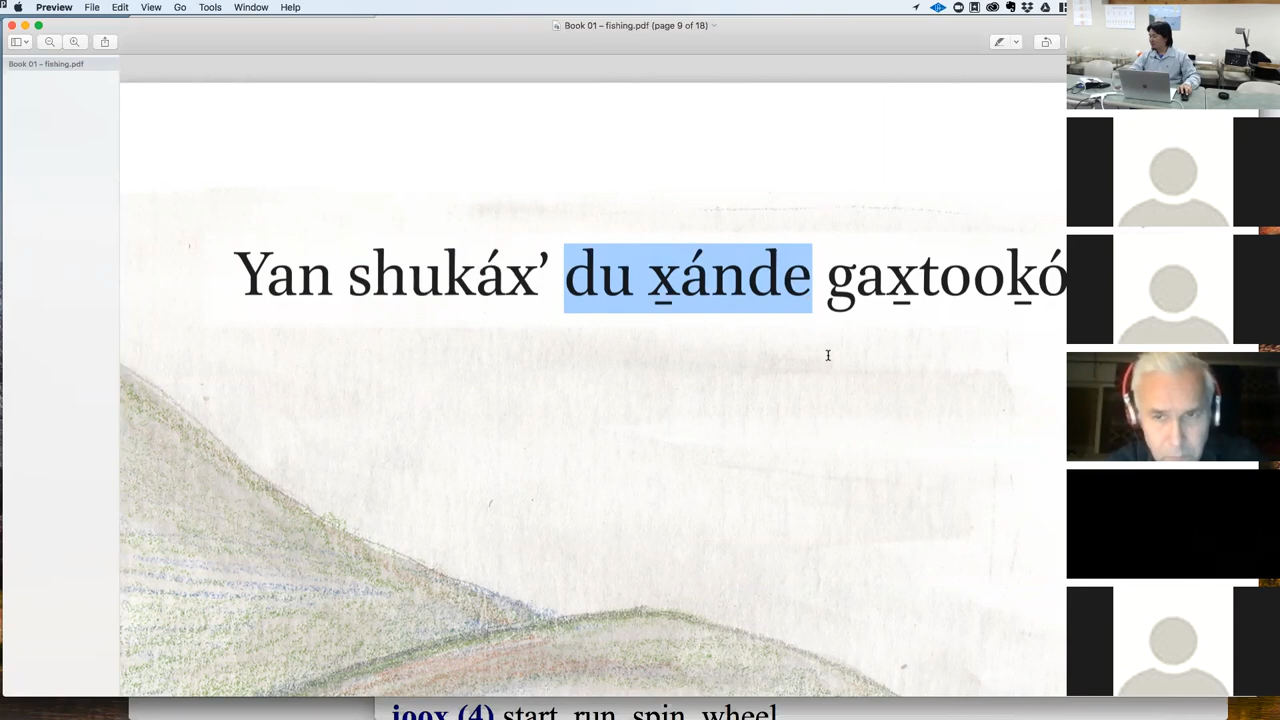 Preview File Edit View Go Tools Window Help
Book 01 – fishing.pdf (page 9 of 18)
Book 01 – fishing.pdf
Yan shukáx’ du x̱ánde gax̱tooḵó
joox (4) start, run, spin, wheel